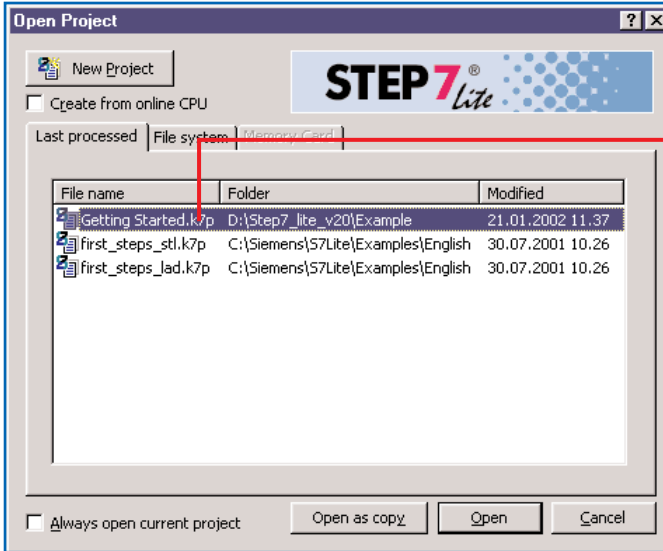 Open Project
New Project
STEP 7® Lite
Create from online CPU
Last processed File system Memory Card
File name Folder Modified
Getting Started.k7p D:\Step7_lite_v20\Example 21.01.2002 11.37
first_steps_stl.k7p C:\Siemens\S7Lite\Examples\English 30.07.2001 10.26
first_steps_lad.k7p C:\Siemens\S7Lite\Examples\English 30.07.2001 10.26
Always open current project Open as copy Open Cancel